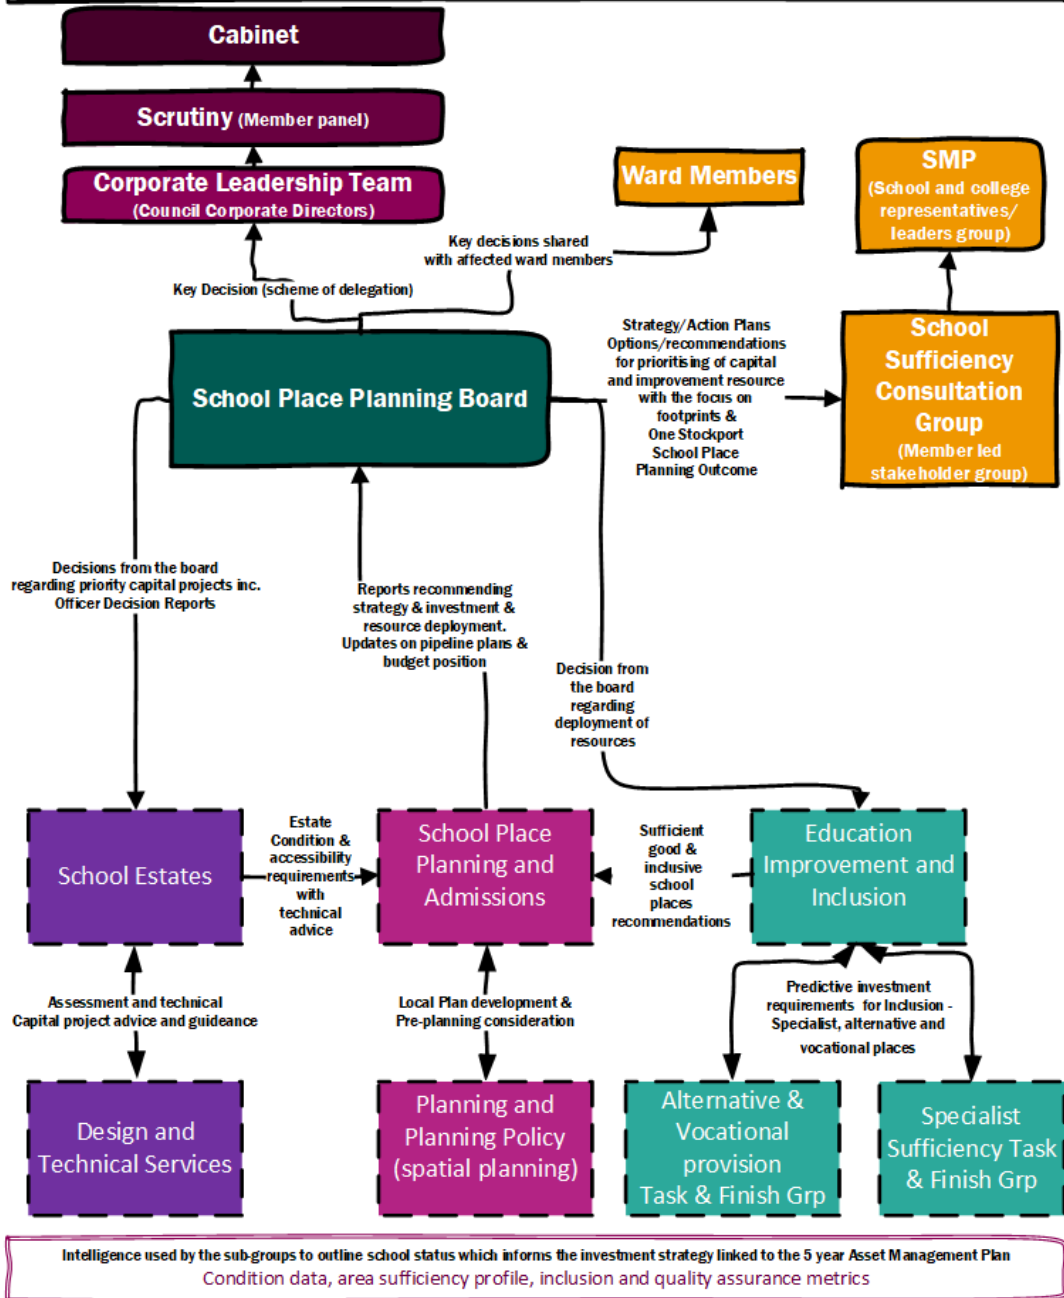 Cabinet
Scrutiny (Member panel)
Corporate Leadership Team
(Council Corporate Directors)
Ward Members
SMP
(School and college
representatives/
leaders group)
Key decisions shared
with affected ward members
Key Decision (scheme of delegation)
School Place Planning Board
Strategy/Action Plans
Options/recommendations
for prioritising of capital
and improvement resource
with the focus on
footprints &
One Stockport
School Place
Planning Outcome
School
Sufficiency
Consultation
Group
(Member led
stakeholder group)
Decisions from the board
regarding priority capital projects inc.
Officer Decision Reports
Reports recommending
strategy & investment &
resource deployment.
Updates on pipeline plans &
budget position
Decision from
the board
regarding
deployment of
resources
School Estates
Estate
Condition &
accessibility
requirements
with
technical
advice
School Place
Planning and
Admissions
Sufficient
good &
inclusive
school
places
recommendations
Education
Improvement and
Inclusion
Assessment and technical
Capital project advice and guideance
Local Plan development &
Pre-planning consideration
Predictive investment
requirements for Inclusion -
Specialist, alternative and
vocational places
Design and
Technical Services
Planning and
Planning Policy
(spatial planning)
Alternative &
Vocational
provision
Task & Finish Grp
Specialist
Sufficiency Task
& Finish Grp
Intelligence used by the sub-groups to outline school status which informs the investment strategy linked to the 5 year Asset Management Plan
Condition data, area sufficiency profile, inclusion and quality assurance metrics